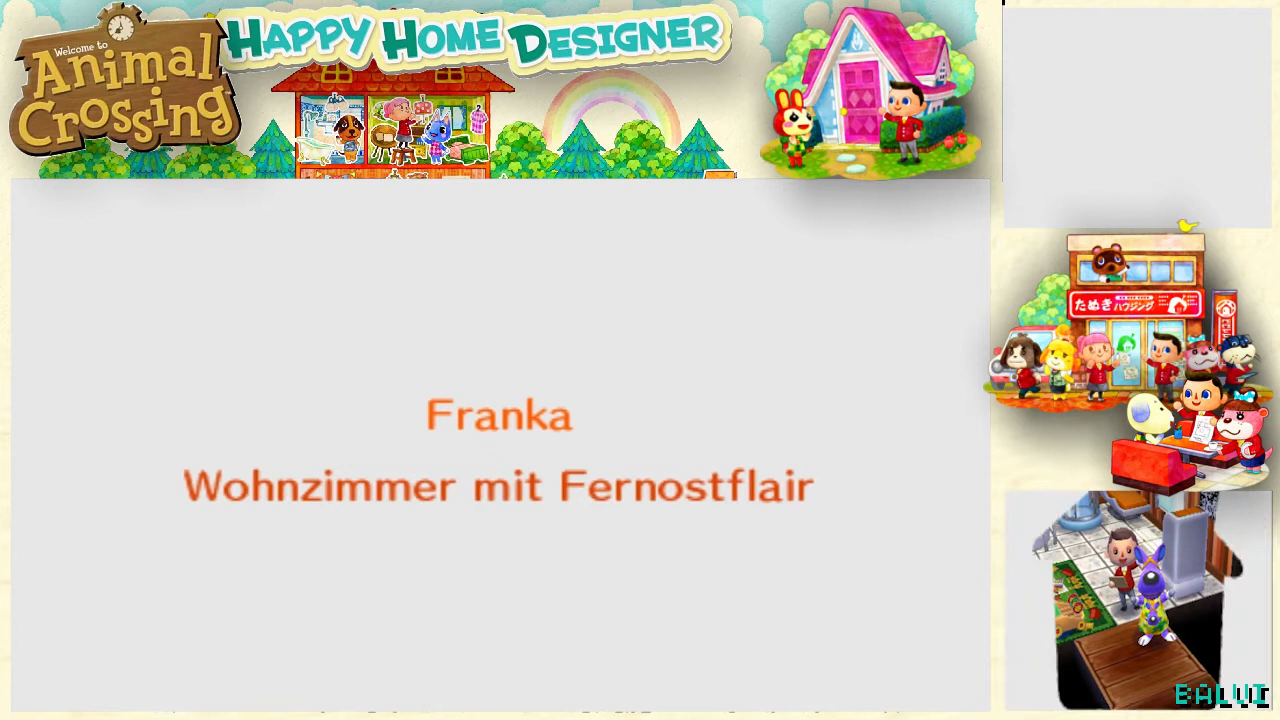 Welcome to
Animal
Crossing
HAPPY HOME DESIGNER
たぬき
ハウジング
Franka
Wohnzimmer mit Fernostflair
BALUI